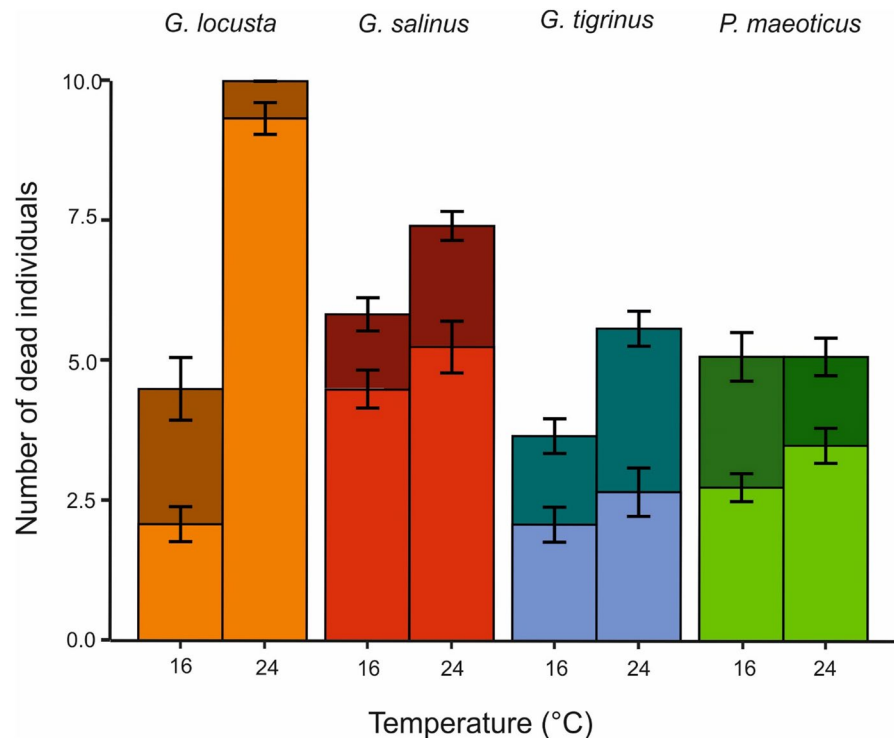 G. locusta G. salinus G. tigrinus P. maeoticus
10.0
7.5
5.0
2.5
0.0
Number of dead individuals
16 24 16 24 16 24 16 24
Temperature (°C)